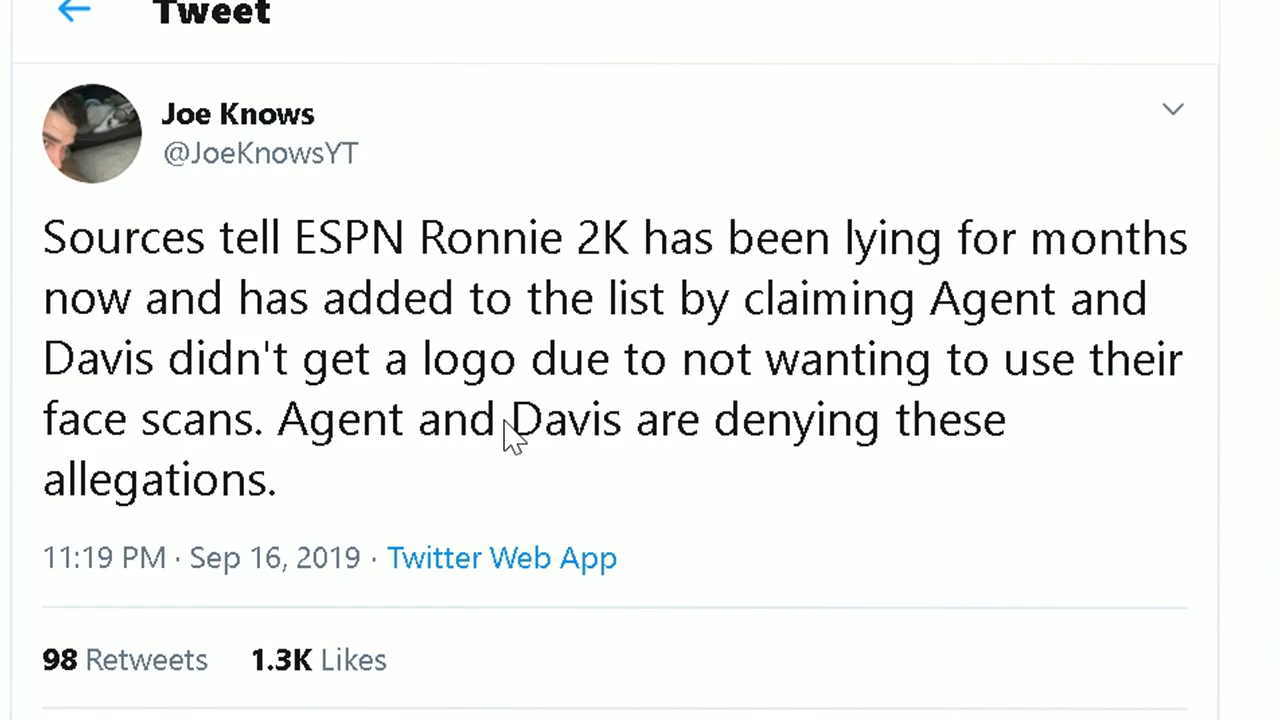 Tweet
Joe Knows
@JoeKnowsYT
Sources tell ESPN Ronnie 2K has been lying for months
now and has added to the list by claiming Agent and
Davis didn't get a logo due to not wanting to use their
face scans. Agent and Davis are denying these
allegations.
11:19 PM · Sep 16, 2019 · Twitter Web App
98 Retweets 1.3K Likes